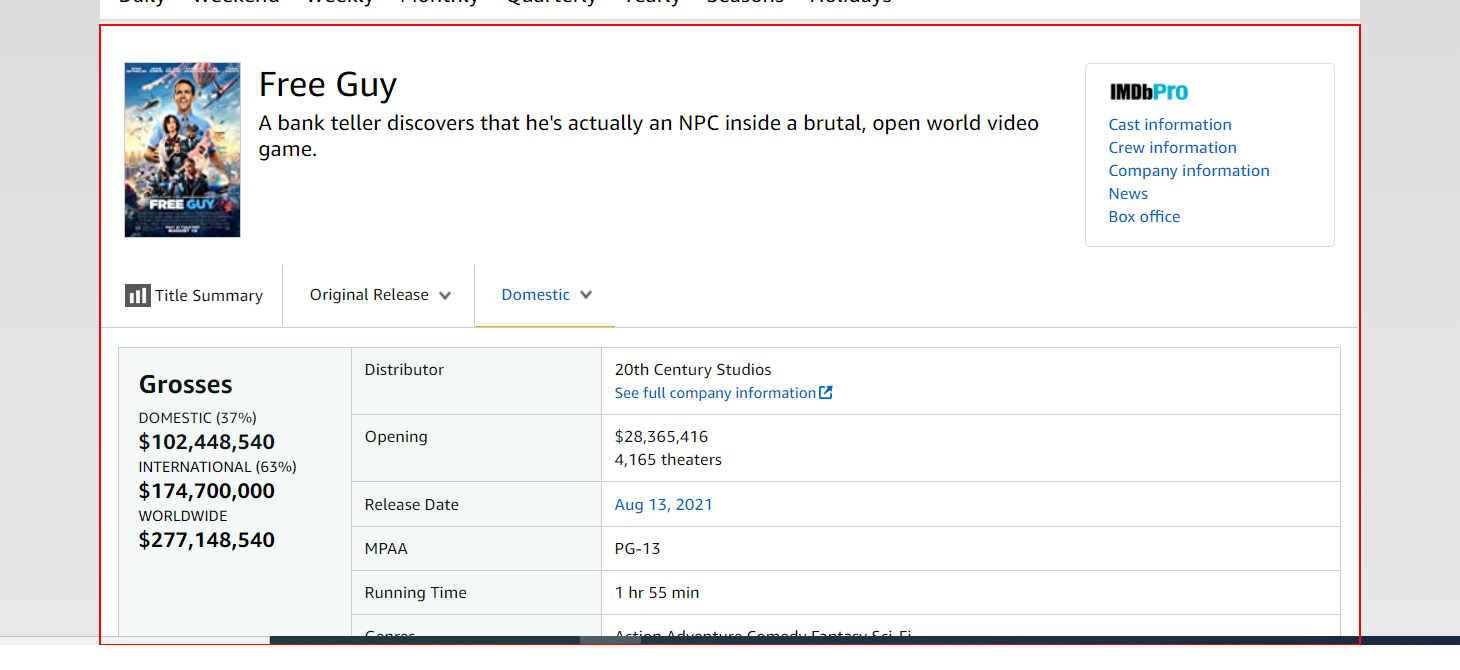 Daily Weekend Weekly Monthly Quarterly Yearly Seasons Holidays
Free Guy
A bank teller discovers that he's actually an NPC inside a brutal, open world video
game.
FREE GUY
AUGUST 13
IMDbPro
Cast information
Crew information
Company information
News
Box office
Title Summary
Original Release
Domestic
Grosses
DOMESTIC (37%)
$102,448,540
INTERNATIONAL (63%)
$174,700,000
WORLDWIDE
$277,148,540
Distributor
20th Century Studios
See full company information
Opening
$28,365,416
4,165 theaters
Release Date
Aug 13, 2021
MPAA
PG-13
Running Time
1 hr 55 min
Genres
Action Adventure Comedy Fantasy Sci-Fi